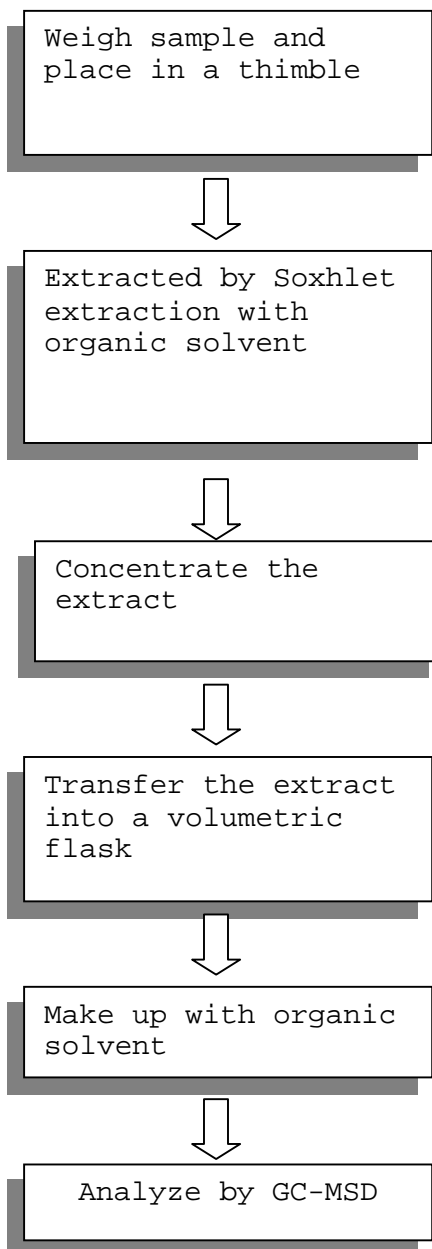 Weigh sample and
place in a thimble
Extracted by Soxhlet
extraction with
organic solvent
Concentrate the
extract
Transfer the extract
into a volumetric
flask
Make up with organic
solvent
Analyze by GC-MSD